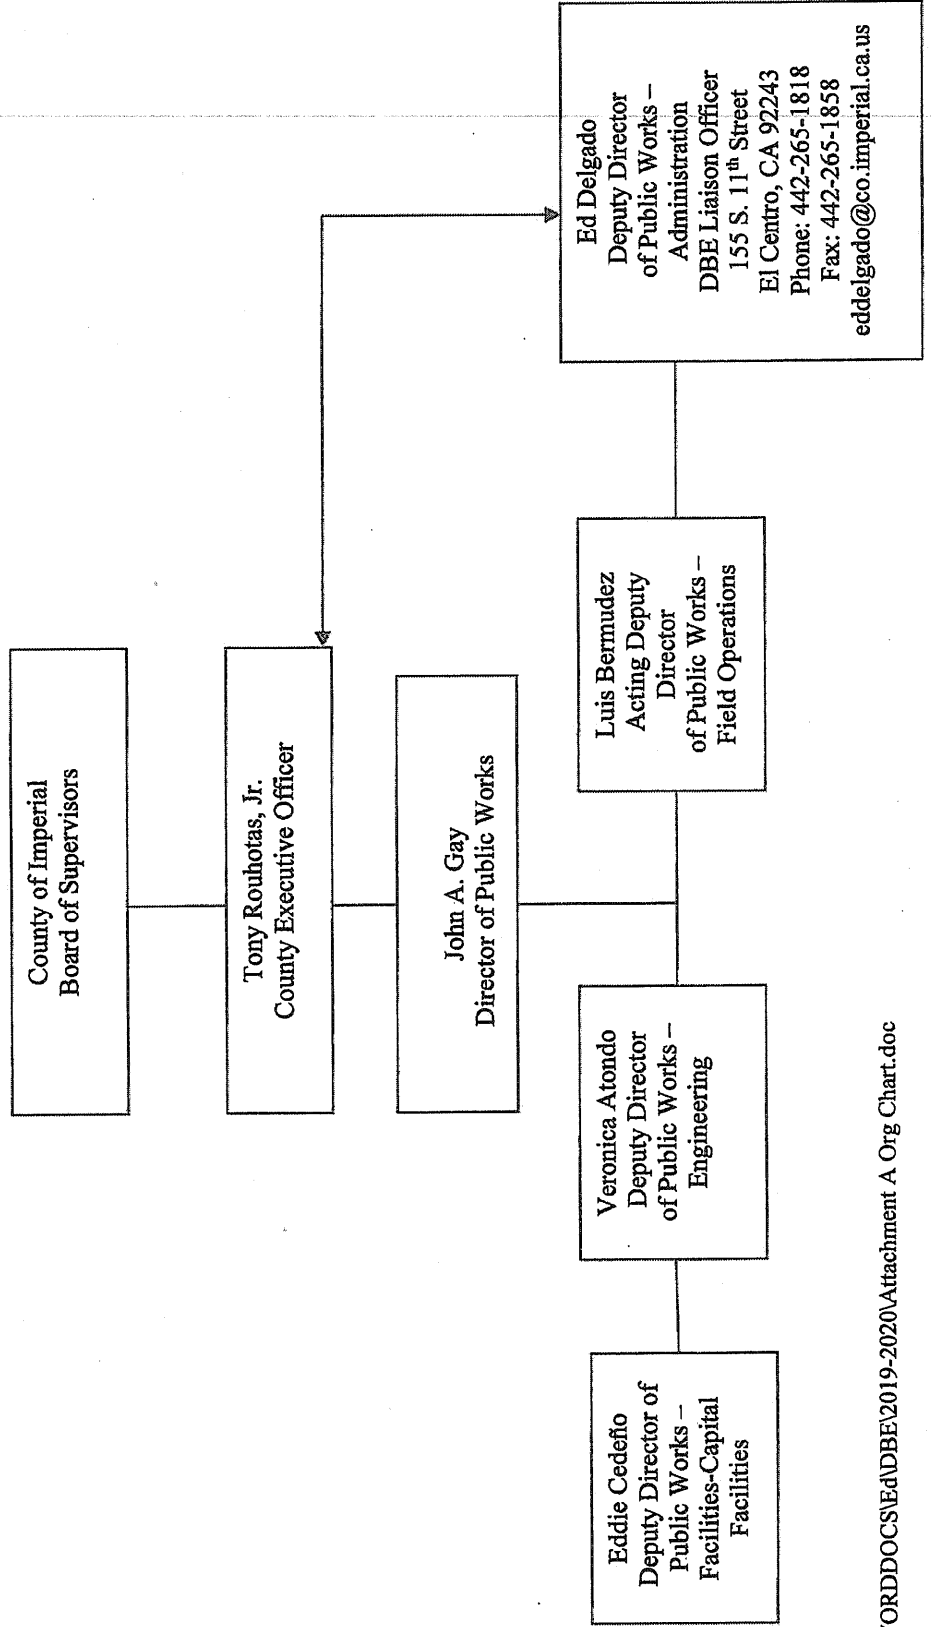 County of Imperial
Board of Supervisors
Tony Rouhotas, Jr.
County Executive Officer
John A. Gay
Director of Public Works
Eddie Cedeño
Deputy Director of
Public Works –
Facilities-Capital
Facilities
Veronica Atondo
Deputy Director
of Public Works –
Engineering
Luis Bermudez
Acting Deputy
Director
of Public Works –
Field Operations
Ed Delgado
Deputy Director
of Public Works –
Administration
DBE Liaison Officer
155 S. 11th Street
El Centro, CA 92243
Phone: 442-265-1818
Fax: 442-265-1858
eddelgado@co.imperial.ca.us
ORDDOCS\Ed\DBE\2019-2020\Attachment A Org Chart.doc